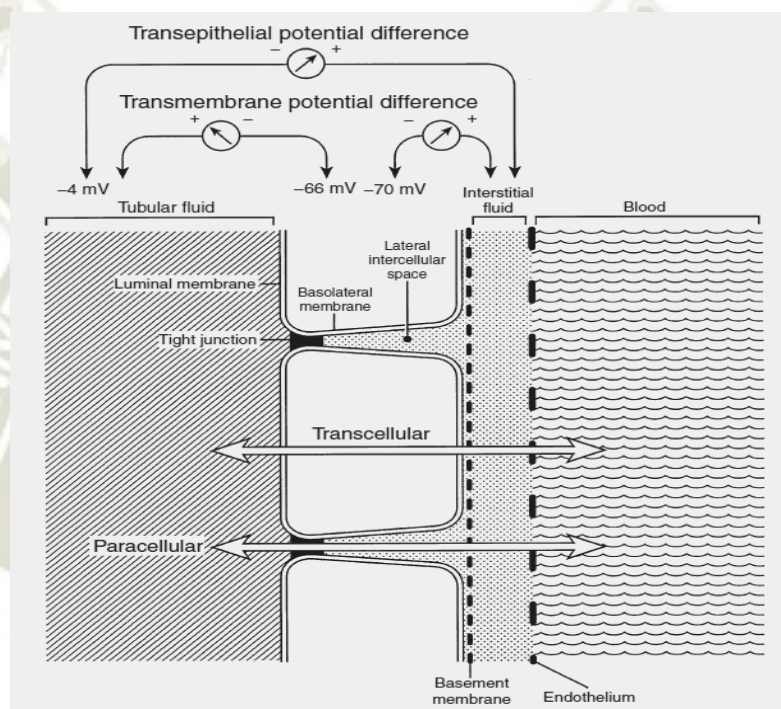 Transepithelial potential difference
− +
Transmembrane potential difference
+ − − +
−4 mV −66 mV −70 mV
Tubular fluid
Interstitial
fluid
Blood
Lateral
intercellular
space
Luminal membrane
Basolateral
membrane
Tight junction
Transcellular
Paracellular
Basement
membrane
Endothelium